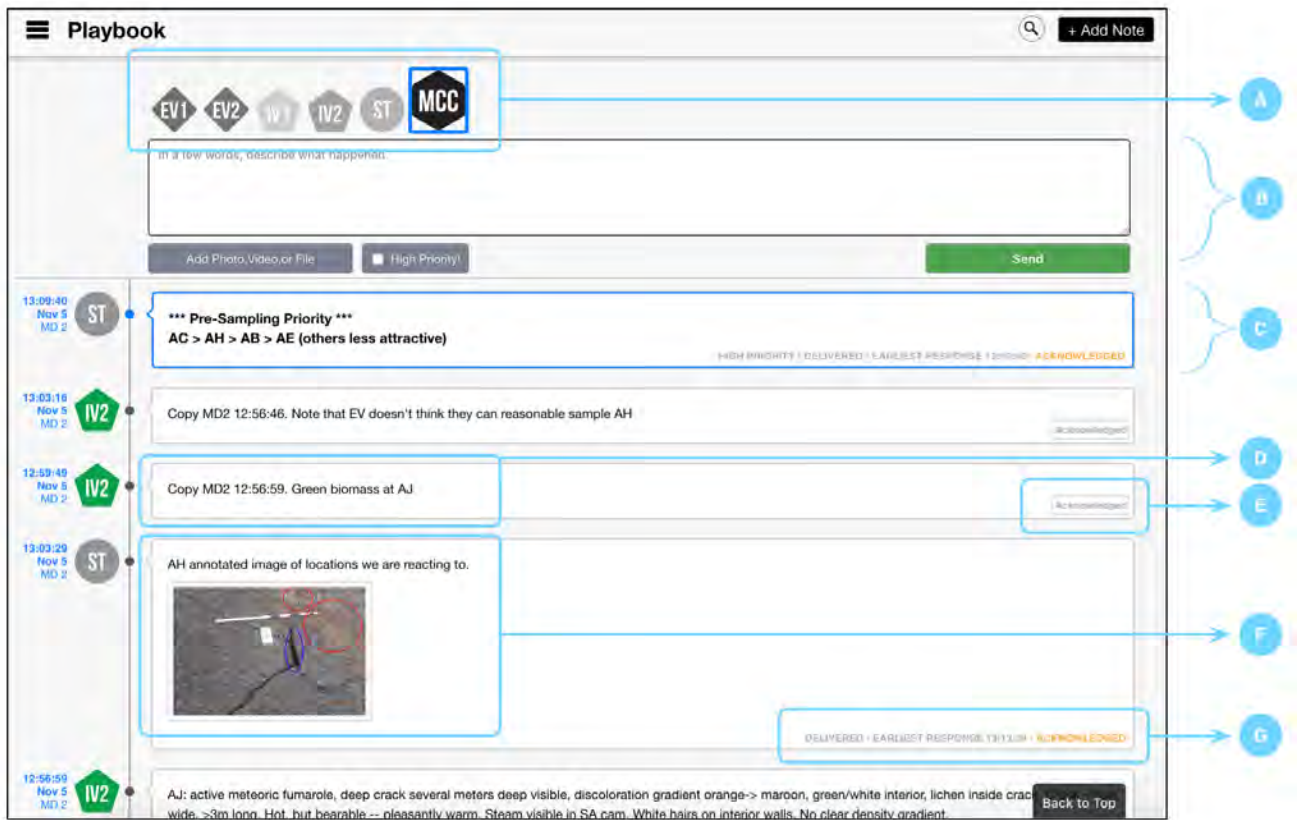 Playbook
+ Add Note
EV1 EV2 IV1 IV2 ST MCC
A
In a few words, describe what happened.
B
Add Photo,Video,or File
High Priority!
Send
13:09:40
Nov 5
MD 2
ST
*** Pre-Sampling Priority ***
AC > AH > AB > AE (others less attractive)
HIGH PRIORITY | DELIVERED | EARLIEST RESPONSE ACKNOWLEDGED
C
13:03:16
Nov 5
MD 2
IV2
Copy MD2 12:56:46. Note that EV doesn't think they can reasonable sample AH
Acknowledged
12:59:49
Nov 5
MD 2
IV2
Copy MD2 12:56:59. Green biomass at AJ
Acknowledged
D
E
13:03:29
Nov 5
MD 2
ST
AH annotated image of locations we are reacting to.
F
DELIVERED | EARLIEST RESPONSE ACKNOWLEDGED
G
12:56:59
Nov 5
MD 2
IV2
AJ: active meteoric fumarole, deep crack several meters deep visible, discoloration gradient orange-> maroon, green/white interior, lichen inside
wide, >3m long. Hot, but bearable -- pleasantly warm. Steam visible in SA cam. White hairs on interior walls. No clear density gradient.
Back to Top